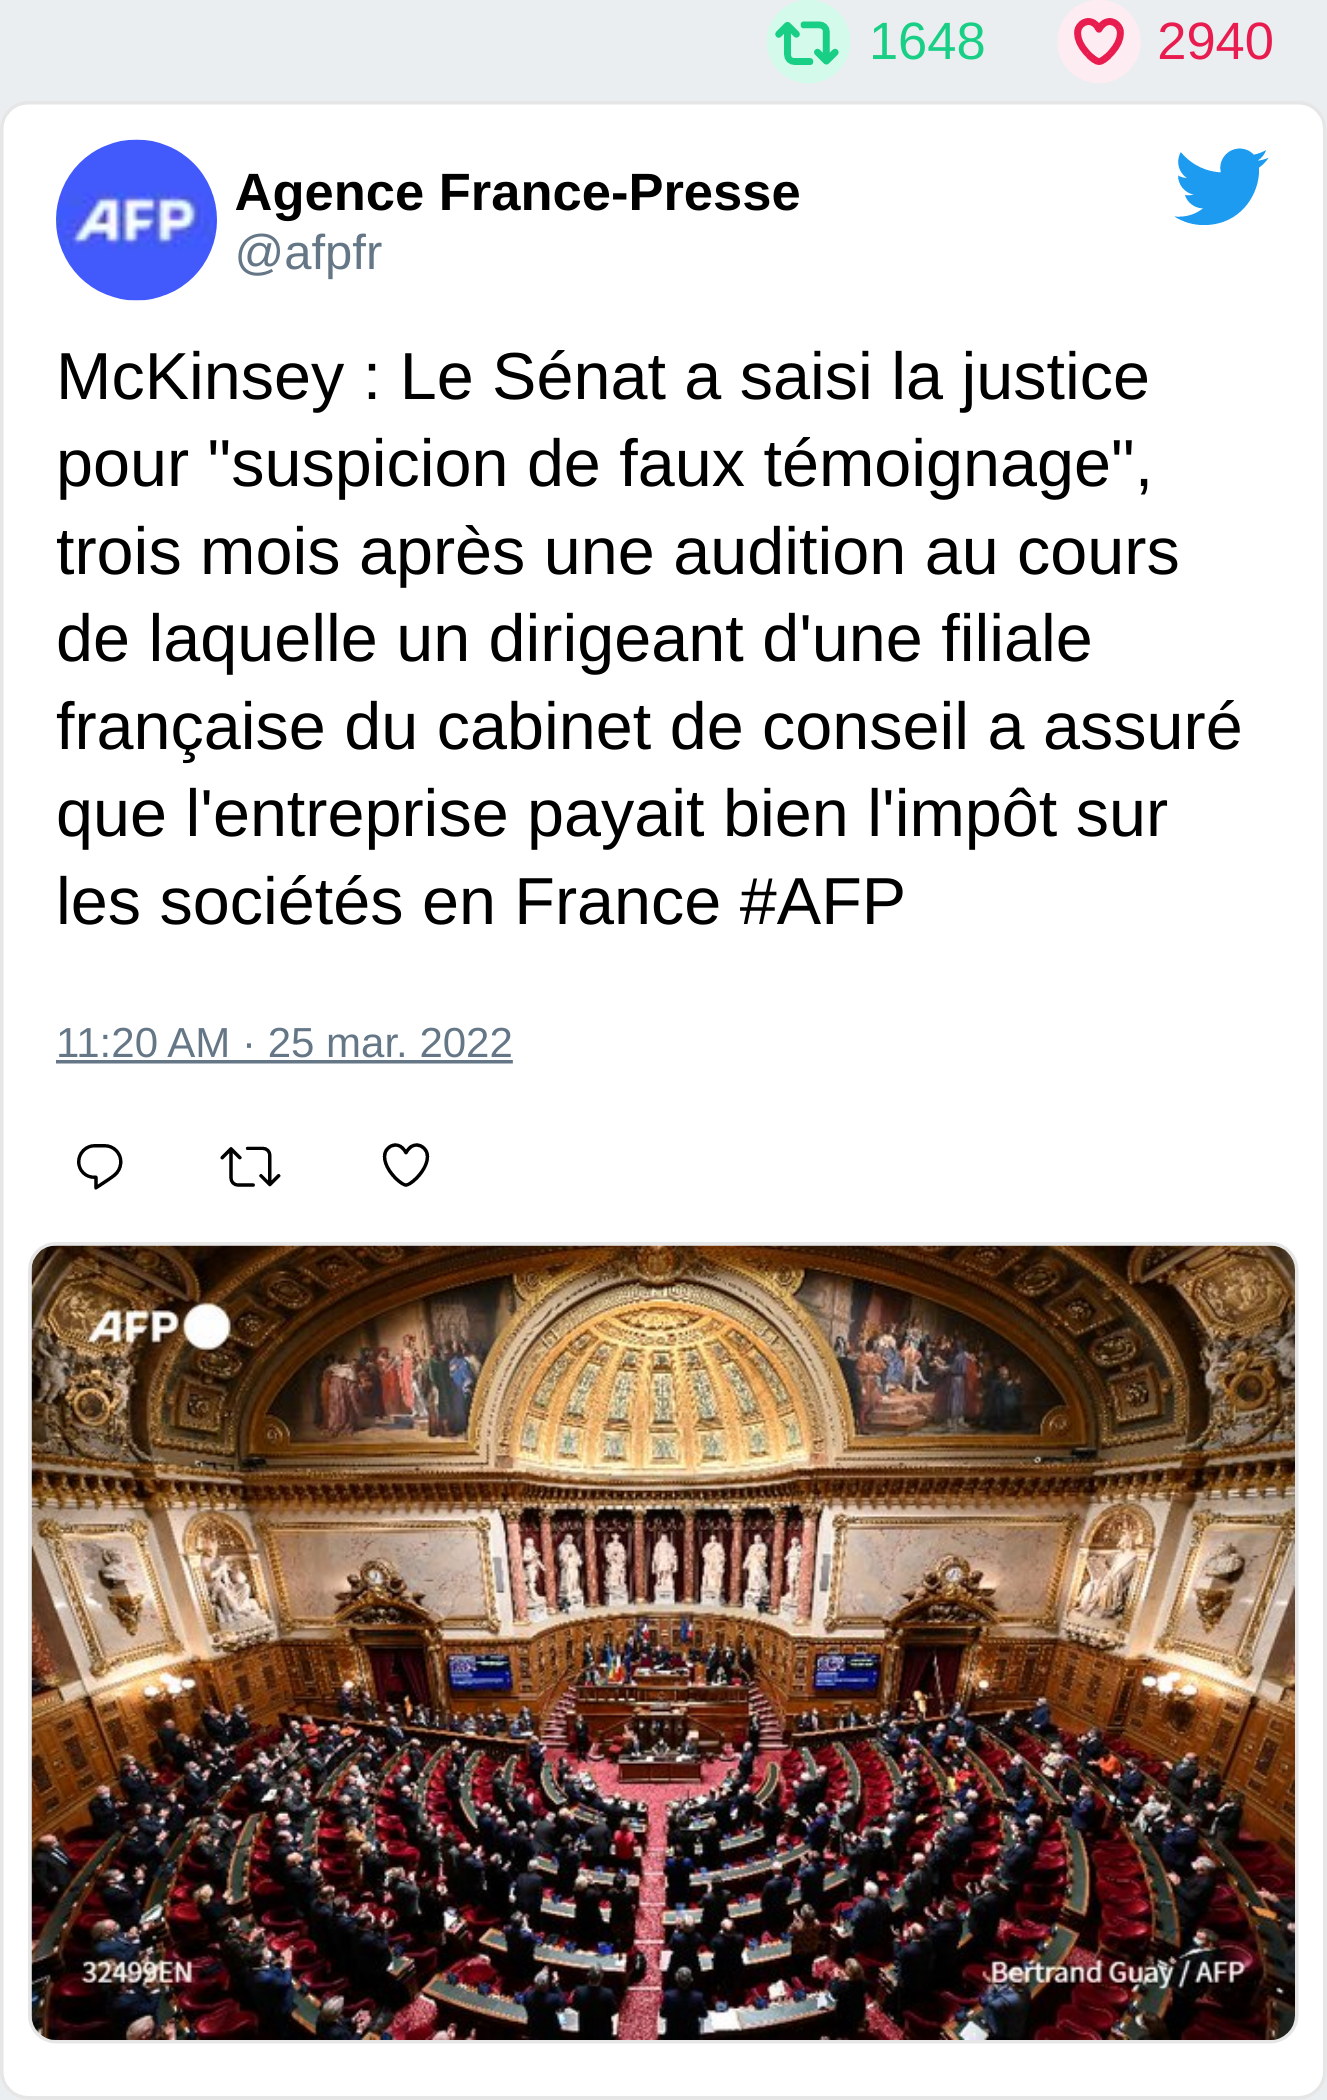 1648 2940
AFP
Agence France-Presse
@afpfr
McKinsey : Le Sénat a saisi la justice
pour "suspicion de faux témoignage",
trois mois après une audition au cours
de laquelle un dirigeant d'une filiale
française du cabinet de conseil a assuré
que l'entreprise payait bien l'impôt sur
les sociétés en France #AFP
11:20 AM · 25 mar. 2022
AFP
32499EN
Bertrand Guay / AFP